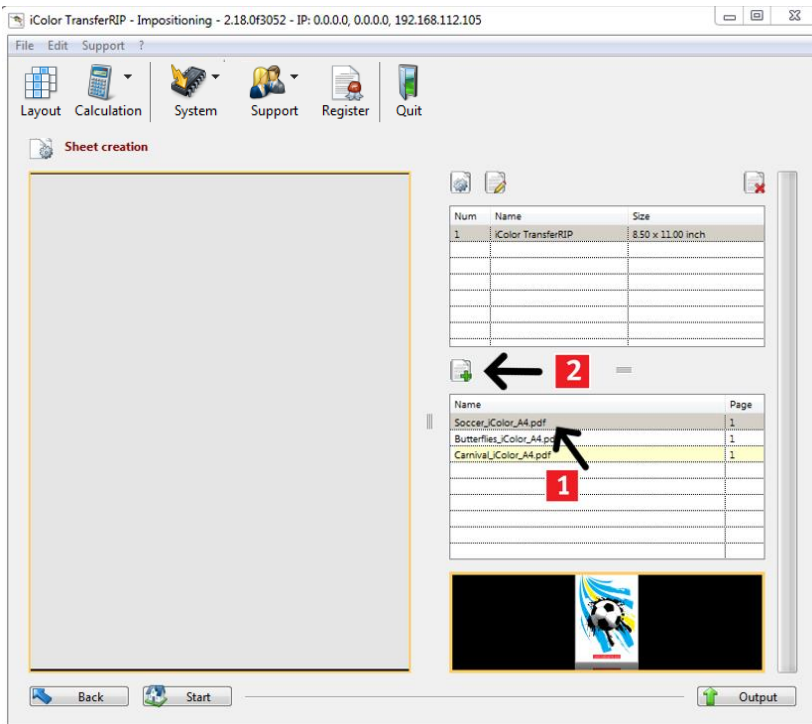 iColor TransferRIP - Impositioning - 2.18.0f3052 - IP: 0.0.0.0, 0.0.0.0, 192.168.112.105
File Edit Support ?
Layout Calculation System Support Register Quit
Sheet creation
Num Name Size
1 iColor TransferRIP 8.50 x 11.00 inch
2
Name Page
Soccer_iColor_A4.pdf 1
Butterflies_iColor_A4.pd 1
Carnival_iColor_A4.pdf 1
1
Back Start Output